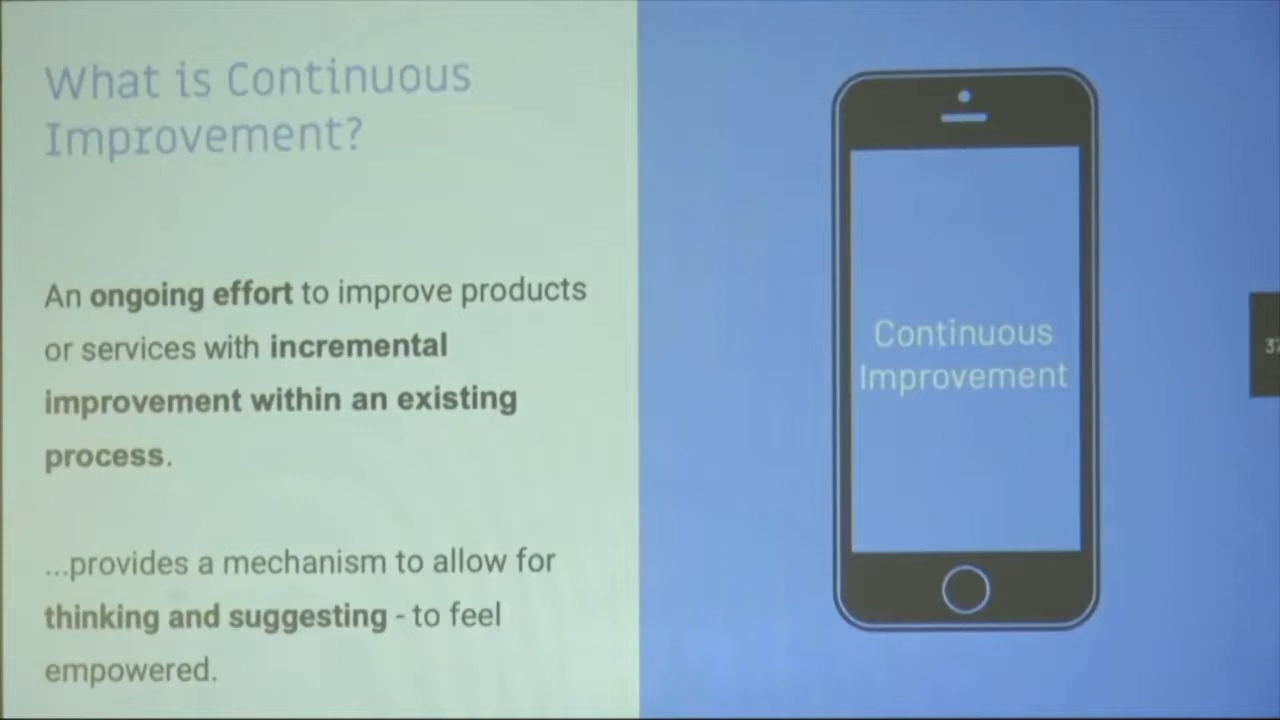 What is Continuous
Improvement?
An ongoing effort to improve products
or services with incremental
improvement within an existing
process.
...provides a mechanism to allow for
thinking and suggesting - to feel
empowered.
Continuous
Improvement
37